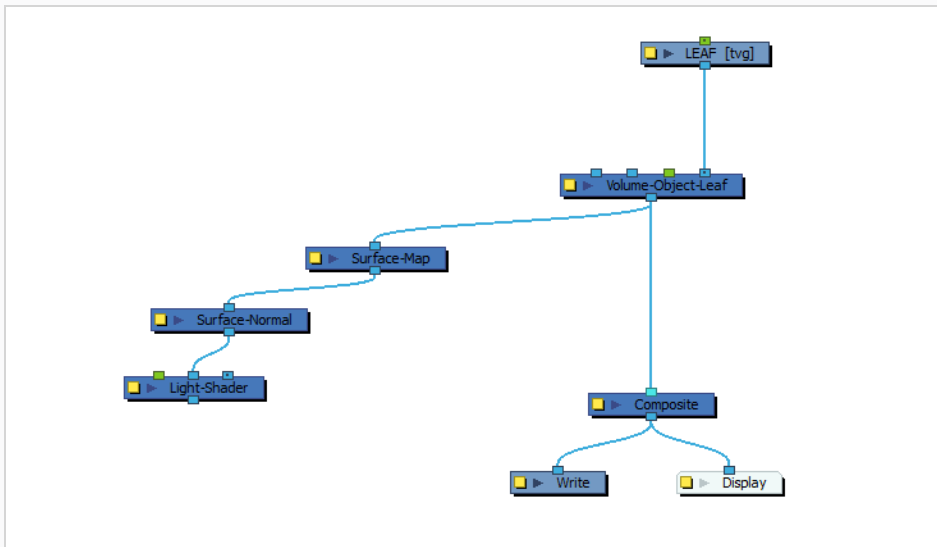 LEAF [tvg]
Volume-Object-Leaf
Surface-Map
Surface-Normal
Light-Shader
Composite
Write
Display